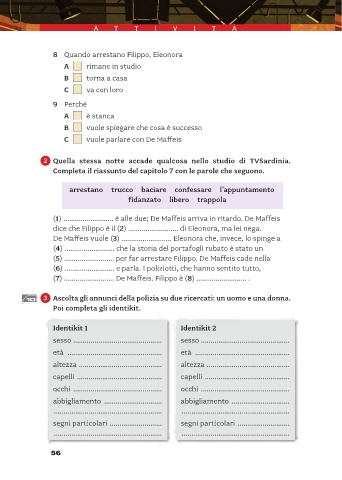 ATTIVITÀ
8 Quando arrestano Filippo, Eleonora
A rimane in studio
B torna a casa
C va con loro
9 Perché
A è stanca
B vuole spiegare che cosa è successo
C vuole parlare con De Maffeis
2 Quella stessa notte accade qualcosa nello studio di TVSardinia.
Completa il riassunto del capitolo 7 con le parole che seguono.
arrestano trucco baciare confessare l'appuntamento
fidanzato libero trappola
(1) ........................ è alle due; De Maffeis arriva in ritardo. De Maffeis
dice che Filippo è il (2) ........................ di Eleonora, ma lei nega.
De Maffeis vuole (3) ........................ Eleonora che, invece, lo spinge a
(4) ........................ che la storia del portafogli rubato è stato un
(5) ........................ per far arrestare Filippo. De Maffeis cade nella
(6) ........................ e parla. I poliziotti, che hanno sentito tutto,
(7) ........................ De Maffeis. Filippo è (8) ........................ .
3 Ascolta gli annunci della polizia su due ricercati: un uomo e una donna.
Poi completa gli identikit.
Identikit 1
sesso ..........................................
età ..........................................
altezza ..........................................
capelli ..........................................
occhi ..........................................
abbigliamento ............................
....................................................
segni particolari .........................
....................................................
Identikit 2
sesso ..........................................
età ..........................................
altezza ..........................................
capelli ..........................................
occhi ..........................................
abbigliamento ............................
....................................................
segni particolari .........................
....................................................
56